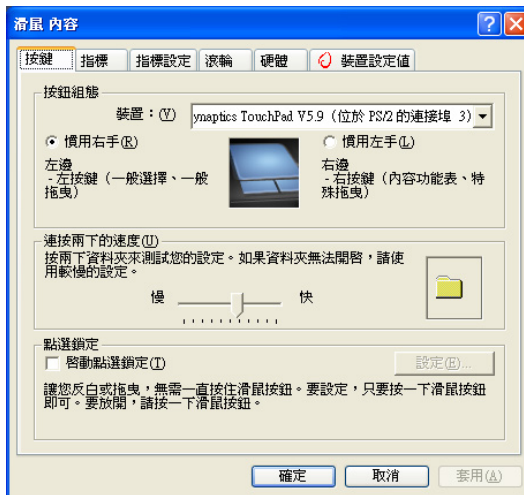 滑鼠 內容
按鍵 指標 指標設定 滾輪 硬體 裝置設定值
按鈕組態
裝置：(Y) ynaptics TouchPad V5.9（位於 PS/2 的連接埠 3）
慣用右手(R) 慣用左手(L)
左邊
- 左按鍵（一般選擇、一般
拖曳）
右邊
- 右按鍵（內容功能表、特
殊拖曳）
連按兩下的速度(U)
按兩下資料夾來測試您的設定。如果資料夾無法開啓，請使
用較慢的設定。
慢 快
點選鎖定
啓動點選鎖定(T) 設定(E)...
讓您反白或拖曳，無需一直按住滑鼠按鈕。要設定，只要按一下滑鼠按鈕
即可。要放開，請按一下滑鼠按鈕。
確定 取消 套用(A)